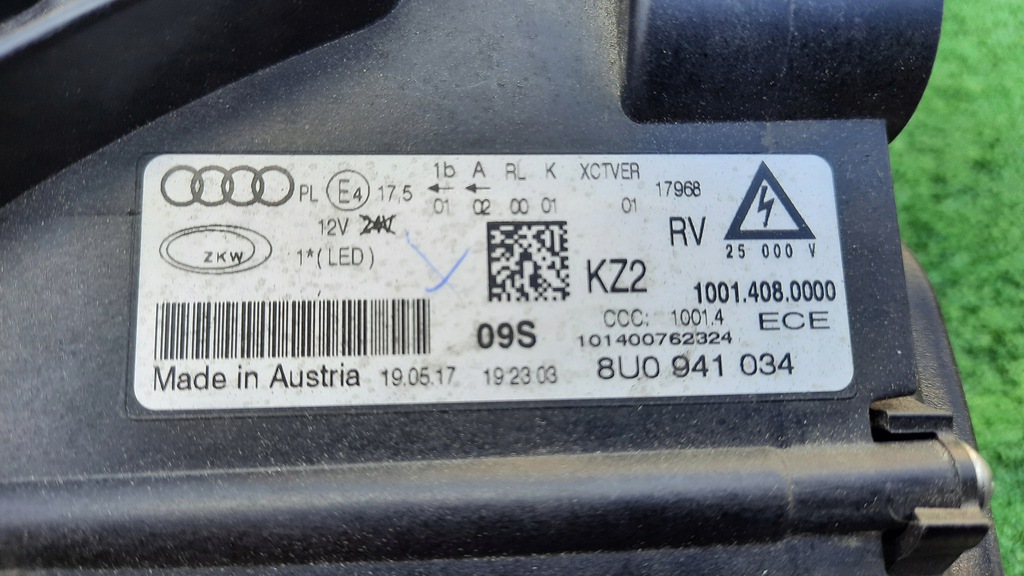 PL E4 17,5 ← ← 1b A RL K XCTVER 17968
01 02 00 01 01
12V 24V
RV
25 000 V
ZKW
1*(LED)
KZ2
1001.408.0000
09S
CCC: 1001.4 ECE
101400762324
Made in Austria 19.05.17 19 23 03 8U0 941 034